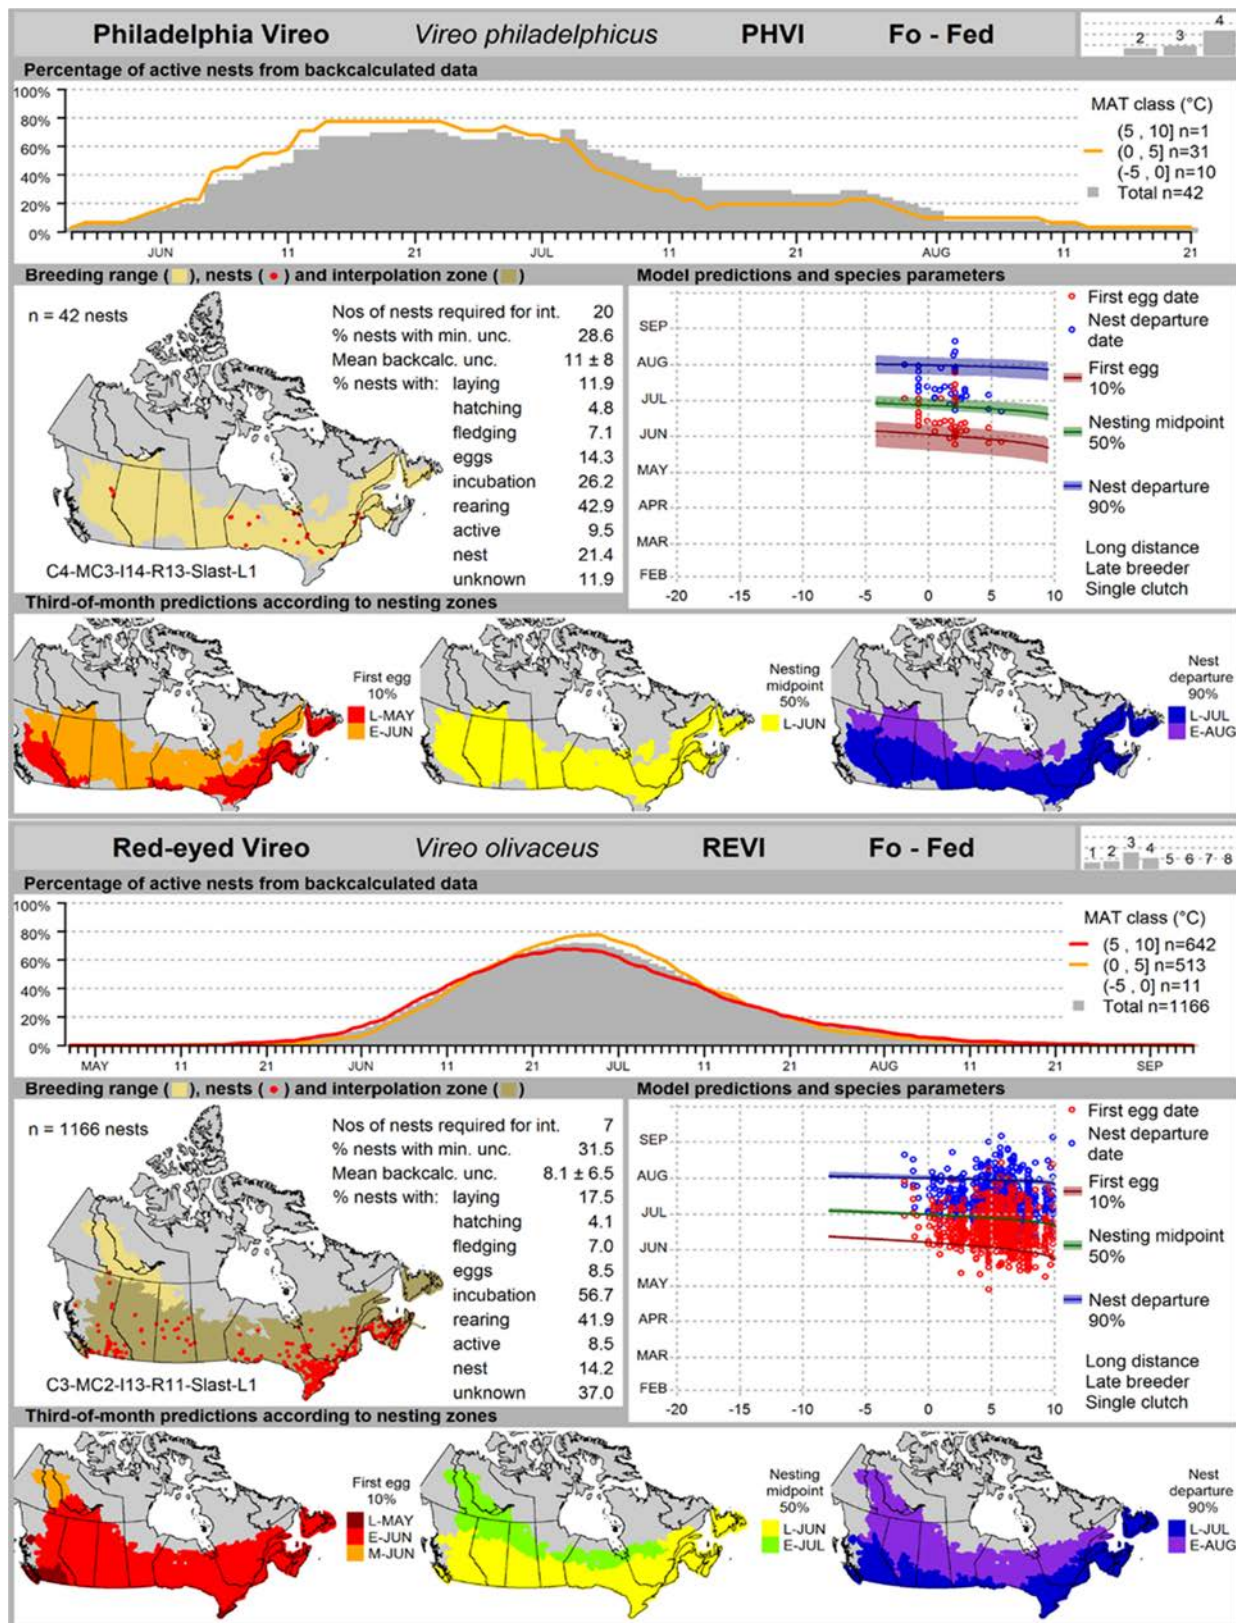 Philadelphia Vireo Vireo philadelphicus PHVI Fo - Fed
2 3 4
Percentage of active nests from backcalculated data
100%
80%
60%
40%
20%
0%
JUN 11 21 JUL 11 21 AUG 11 21
MAT class (°C)
(5 , 10] n=1
(0 , 5] n=31
(-5 , 0] n=10
Total n=42
Breeding range ( ), nests ( ) and interpolation zone ( )
n = 42 nests
Nos of nests required for int. 20
% nests with min. unc. 28.6
Mean backcalc. unc. 11 ± 8
% nests with: laying 11.9
hatching 4.8
fledging 7.1
eggs 14.3
incubation 26.2
rearing 42.9
active 9.5
nest 21.4
unknown 11.9
C4-MC3-I14-R13-Slast-L1
Model predictions and species parameters
SEP
AUG
JUL
JUN
MAY
APR
MAR
FEB
-20 -15 -10 -5 0 5 10
First egg date
Nest departure
date
First egg
10%
Nesting midpoint
50%
Nest departure
90%
Long distance
Late breeder
Single clutch
Third-of-month predictions according to nesting zones
First egg
10%
L-MAY
E-JUN
Nesting
midpoint
50%
L-JUN
Nest
departure
90%
L-JUL
E-AUG
Red-eyed Vireo Vireo olivaceus REVI Fo - Fed
1 2 3 4 5 6 7 8
Percentage of active nests from backcalculated data
100%
80%
60%
40%
20%
0%
MAY 11 21 JUN 11 21 JUL 11 21 AUG 11 21 SEP
MAT class (°C)
(5 , 10] n=642
(0 , 5] n=513
(-5 , 0] n=11
Total n=1166
Breeding range ( ), nests ( ) and interpolation zone ( )
n = 1166 nests
Nos of nests required for int. 7
% nests with min. unc. 31.5
Mean backcalc. unc. 8.1 ± 6.5
% nests with: laying 17.5
hatching 4.1
fledging 7.0
eggs 8.5
incubation 56.7
rearing 41.9
active 8.5
nest 14.2
unknown 37.0
C3-MC2-I13-R11-Slast-L1
Model predictions and species parameters
SEP
AUG
JUL
JUN
MAY
APR
MAR
FEB
-20 -15 -10 -5 0 5 10
First egg date
Nest departure
date
First egg
10%
Nesting midpoint
50%
Nest departure
90%
Long distance
Late breeder
Single clutch
Third-of-month predictions according to nesting zones
First egg
10%
L-MAY
E-JUN
M-JUN
Nesting
midpoint
50%
L-JUN
E-JUL
Nest
departure
90%
L-JUL
E-AUG